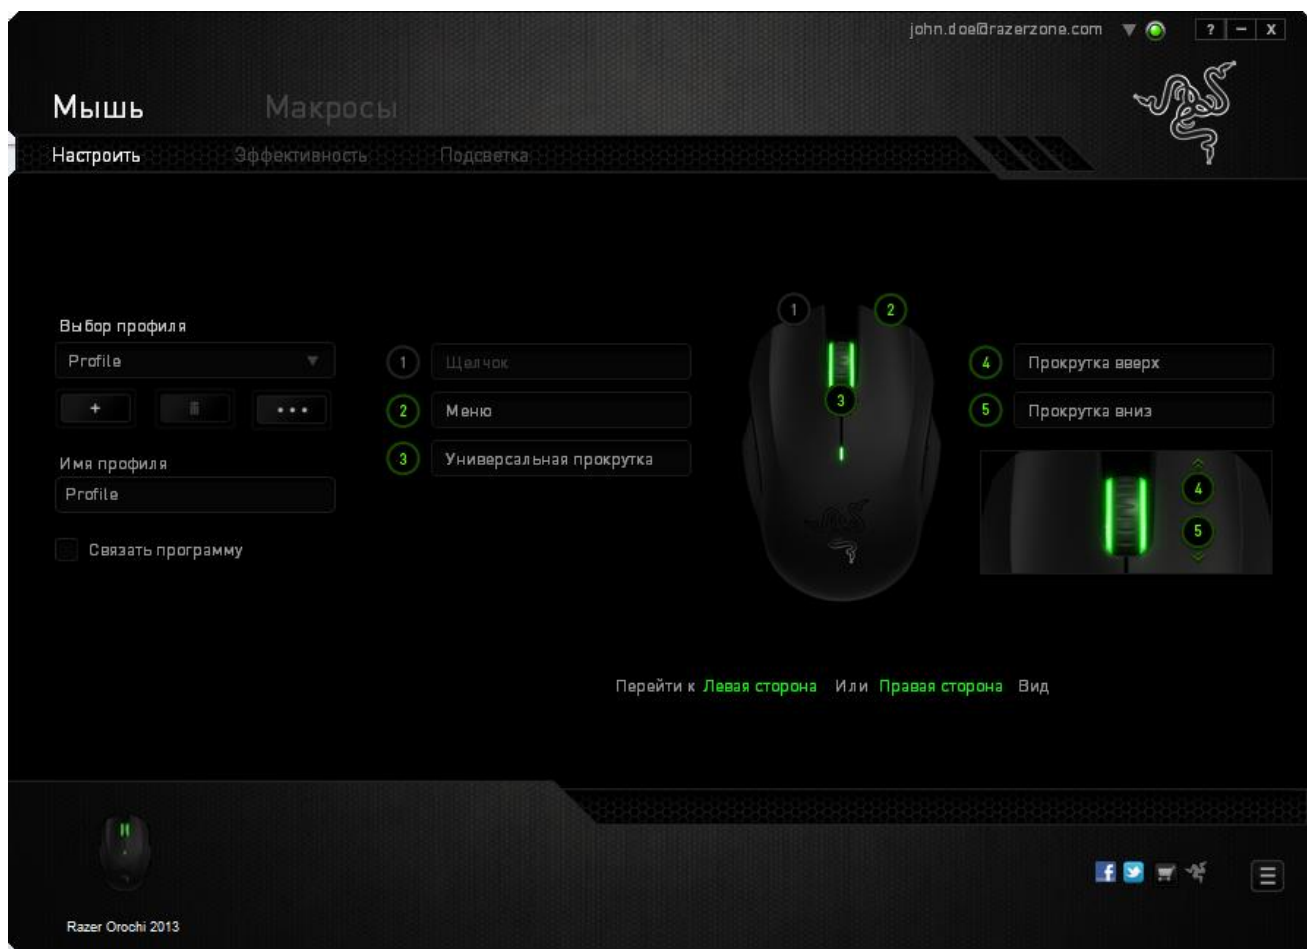 john.doe@razerzone.com
? – X
Мышь Макросы
Настроить Эффективность Подсветка
Выбор профиля
Profile
+ •••
Имя профиля
Profile
Связать программу
1 Щелчок
2 Меню
3 Универсальная прокрутка
1 2
3
4 Прокрутка вверх
5 Прокрутка вниз
4
5
Перейти к Левая сторона Или Правая сторона Вид
Razer Orochi 2013